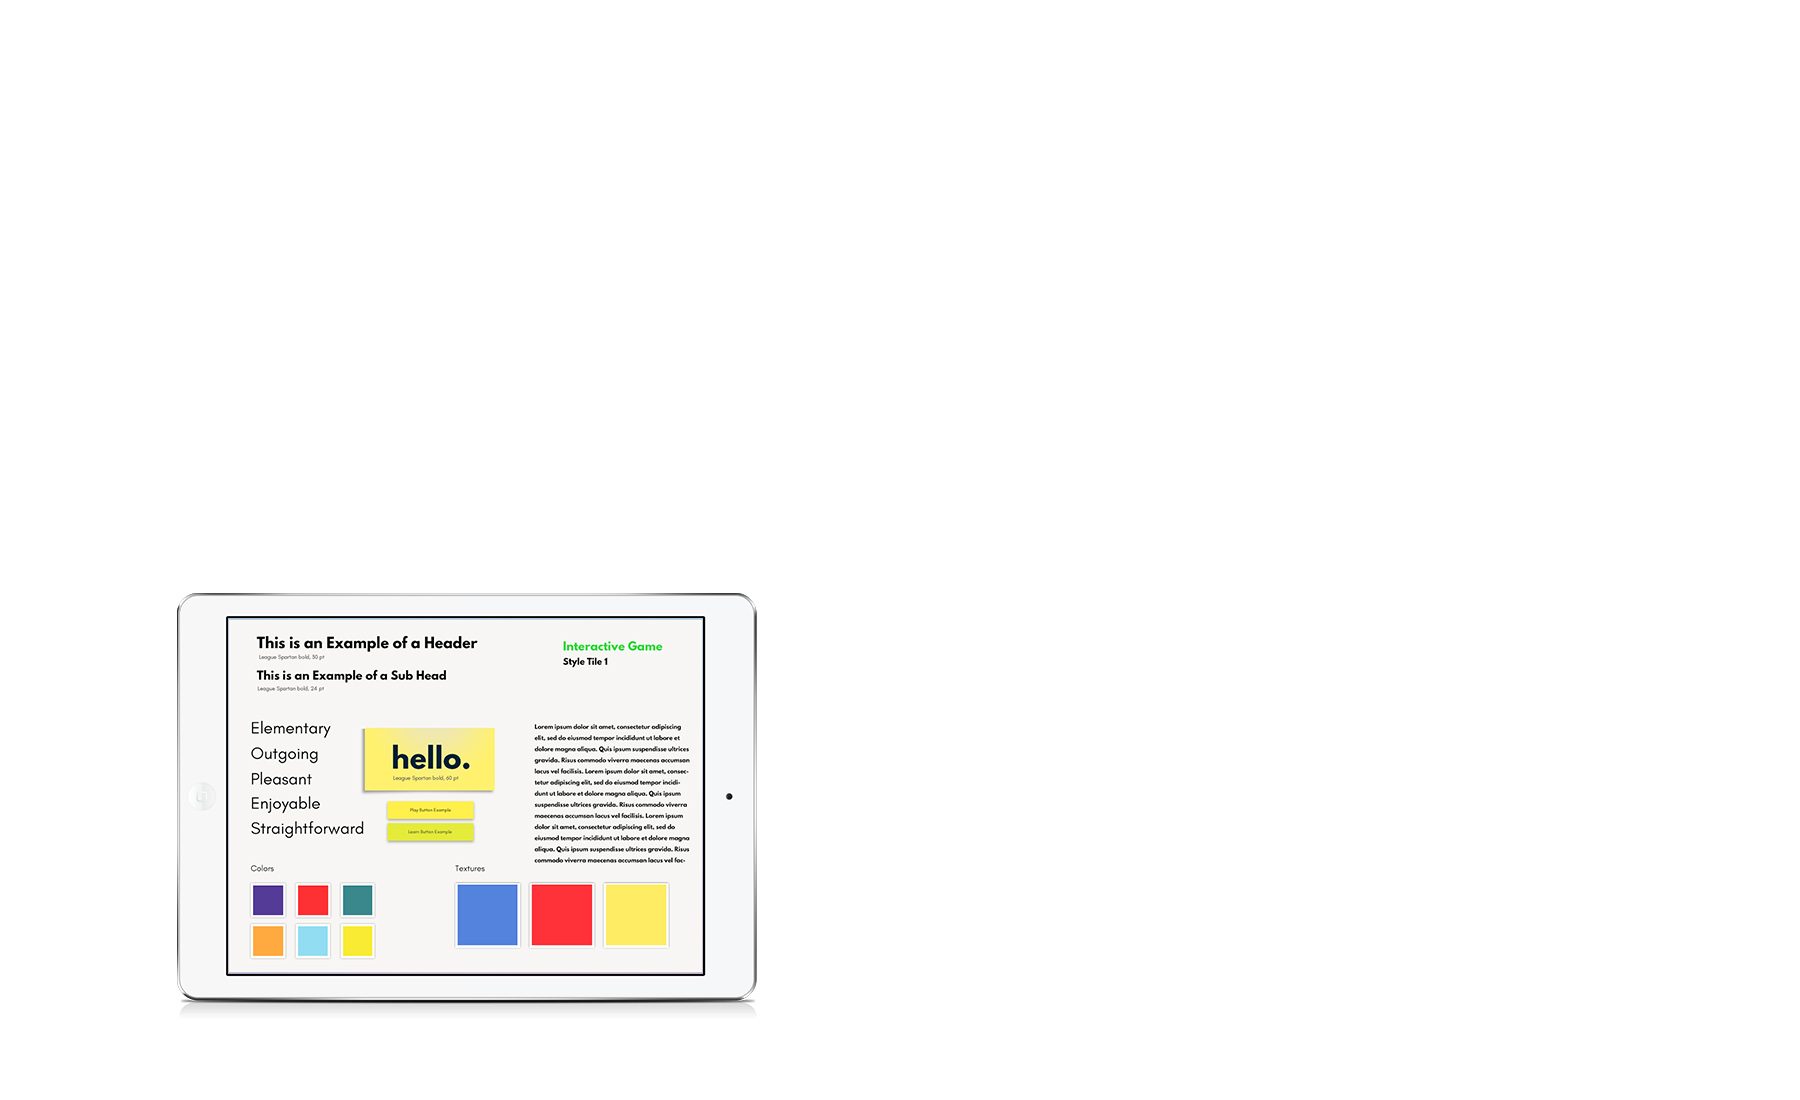 This is an Example of a Header
League Spartan bold, 30 pt
This is an Example of a Sub Head
League Spartan bold, 24 pt
Interactive Game
Style Tile 1
Elementary
Outgoing
Pleasant
Enjoyable
Straightforward
hello.
League Spartan bold, 60 pt
Play Button Example
Learn Button Example
Lorem ipsum dolor sit amet, consectetur adipiscing
elit, sed do eiusmod tempor incididunt ut labore et
dolore magna aliqua. Quis ipsum suspendisse ultrices
gravida. Risus commodo viverra maecenas accumsan
lacus vel facilisis. Lorem ipsum dolor sit amet, consec-
tetur adipiscing elit, sed do eiusmod tempor incidi-
dunt ut labore et dolore magna aliqua. Quis ipsum
suspendisse ultrices gravida. Risus commodo viverra
maecenas accumsan lacus vel facilisis. Lorem ipsum
dolor sit amet, consectetur adipiscing elit, sed do
eiusmod tempor incididunt ut labore et dolore magna
aliqua. Quis ipsum suspendisse ultrices gravida. Risus
commodo viverra maecenas accumsan lacus vel fac-
Colors
Textures